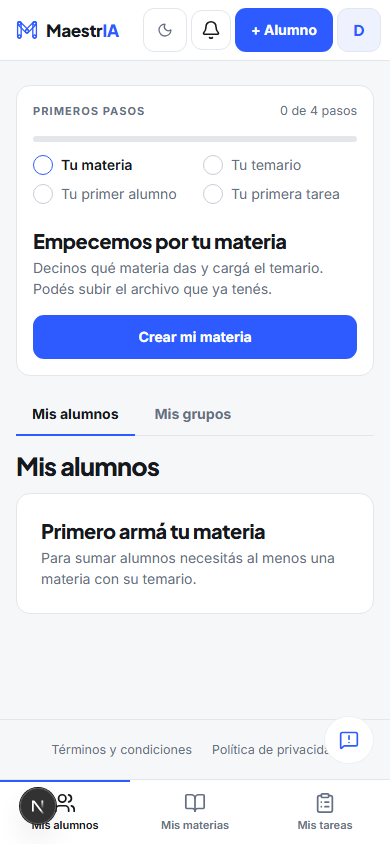 MaestrIA
+ Alumno
D
PRIMEROS PASOS
0 de 4 pasos
Tu materia
Tu temario
Tu primer alumno
Tu primera tarea
Empecemos por tu materia
Decinos qué materia das y cargá el temario.
Podés subir el archivo que ya tenés.
Crear mi materia
Mis alumnos
Mis grupos
Mis alumnos
Primero armá tu materia
Para sumar alumnos necesitás al menos una
materia con su temario.
Términos y condiciones
Política de privacida
N
Mis alumnos
Mis materias
Mis tareas